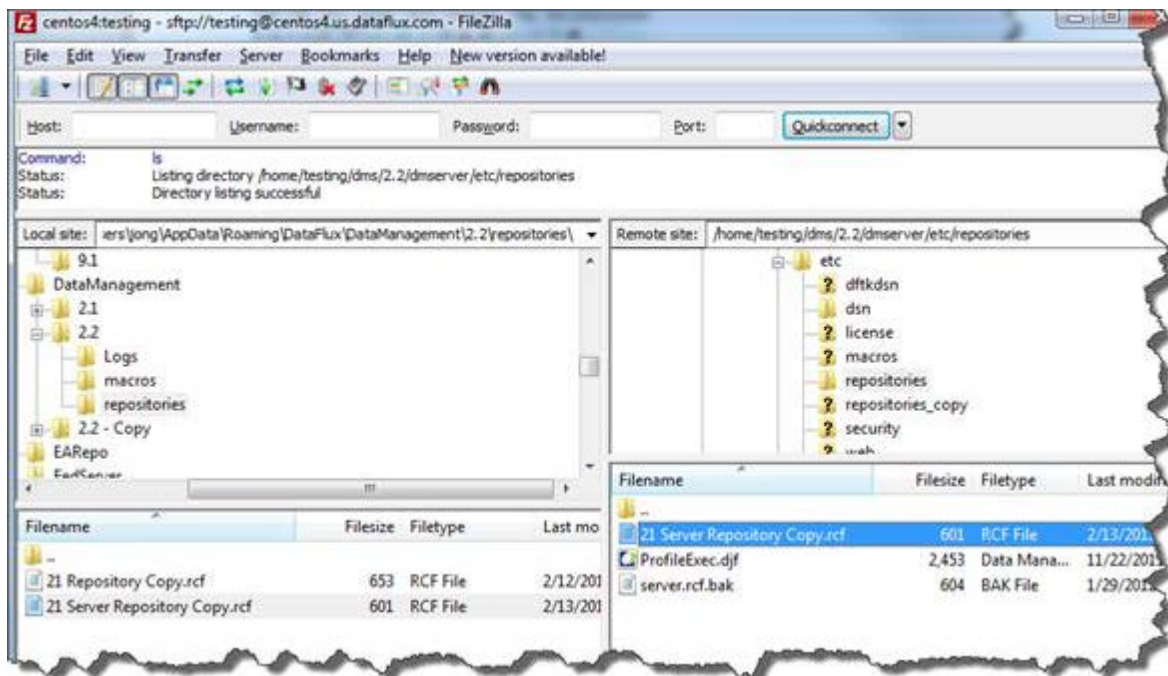 centos4:testing - sftp://testing@centos4.us.dataflux.com - FileZilla
File Edit View Transfer Server Bookmarks Help New version available!
Host: Username: Password: Port: Quickconnect
Command: ls
Status: Listing directory /home/testing/dms/2.2/dmserver/etc/repositories
Status: Directory listing successful
Local site: ers\jong\AppData\Roaming\DataFlux\DataManagement\2.2\repositories\
9.1
DataManagement
2.1
2.2
Logs
macros
repositories
2.2 - Copy
EARepo
FedServer
Filename Filesize Filetype Last mo
..
21 Repository Copy.rcf 653 RCF File 2/12/201
21 Server Repository Copy.rcf 601 RCF File 2/13/201
Remote site: /home/testing/dms/2.2/dmserver/etc/repositories
etc
? dftkdsn
dsn
? license
? macros
repositories
? repositories_copy
? security
? web
Filename Filesize Filetype Last modif
..
21 Server Repository Copy.rcf 601 RCF File 2/13/201
ProfileExec.djf 2,453 Data Mana... 11/22/201
server.rcf.bak 604 BAK File 1/29/201